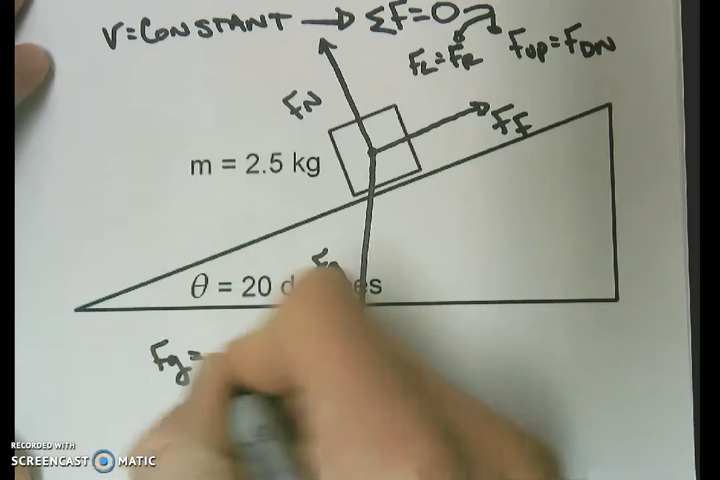 V=CONSTANT → ΣF=0
FL=FR FUP=FDN
FN
Ff
m = 2.5 kg
Fg
θ = 20 d es
Fg=
RECORDED WITH
SCREENCAST O MATIC